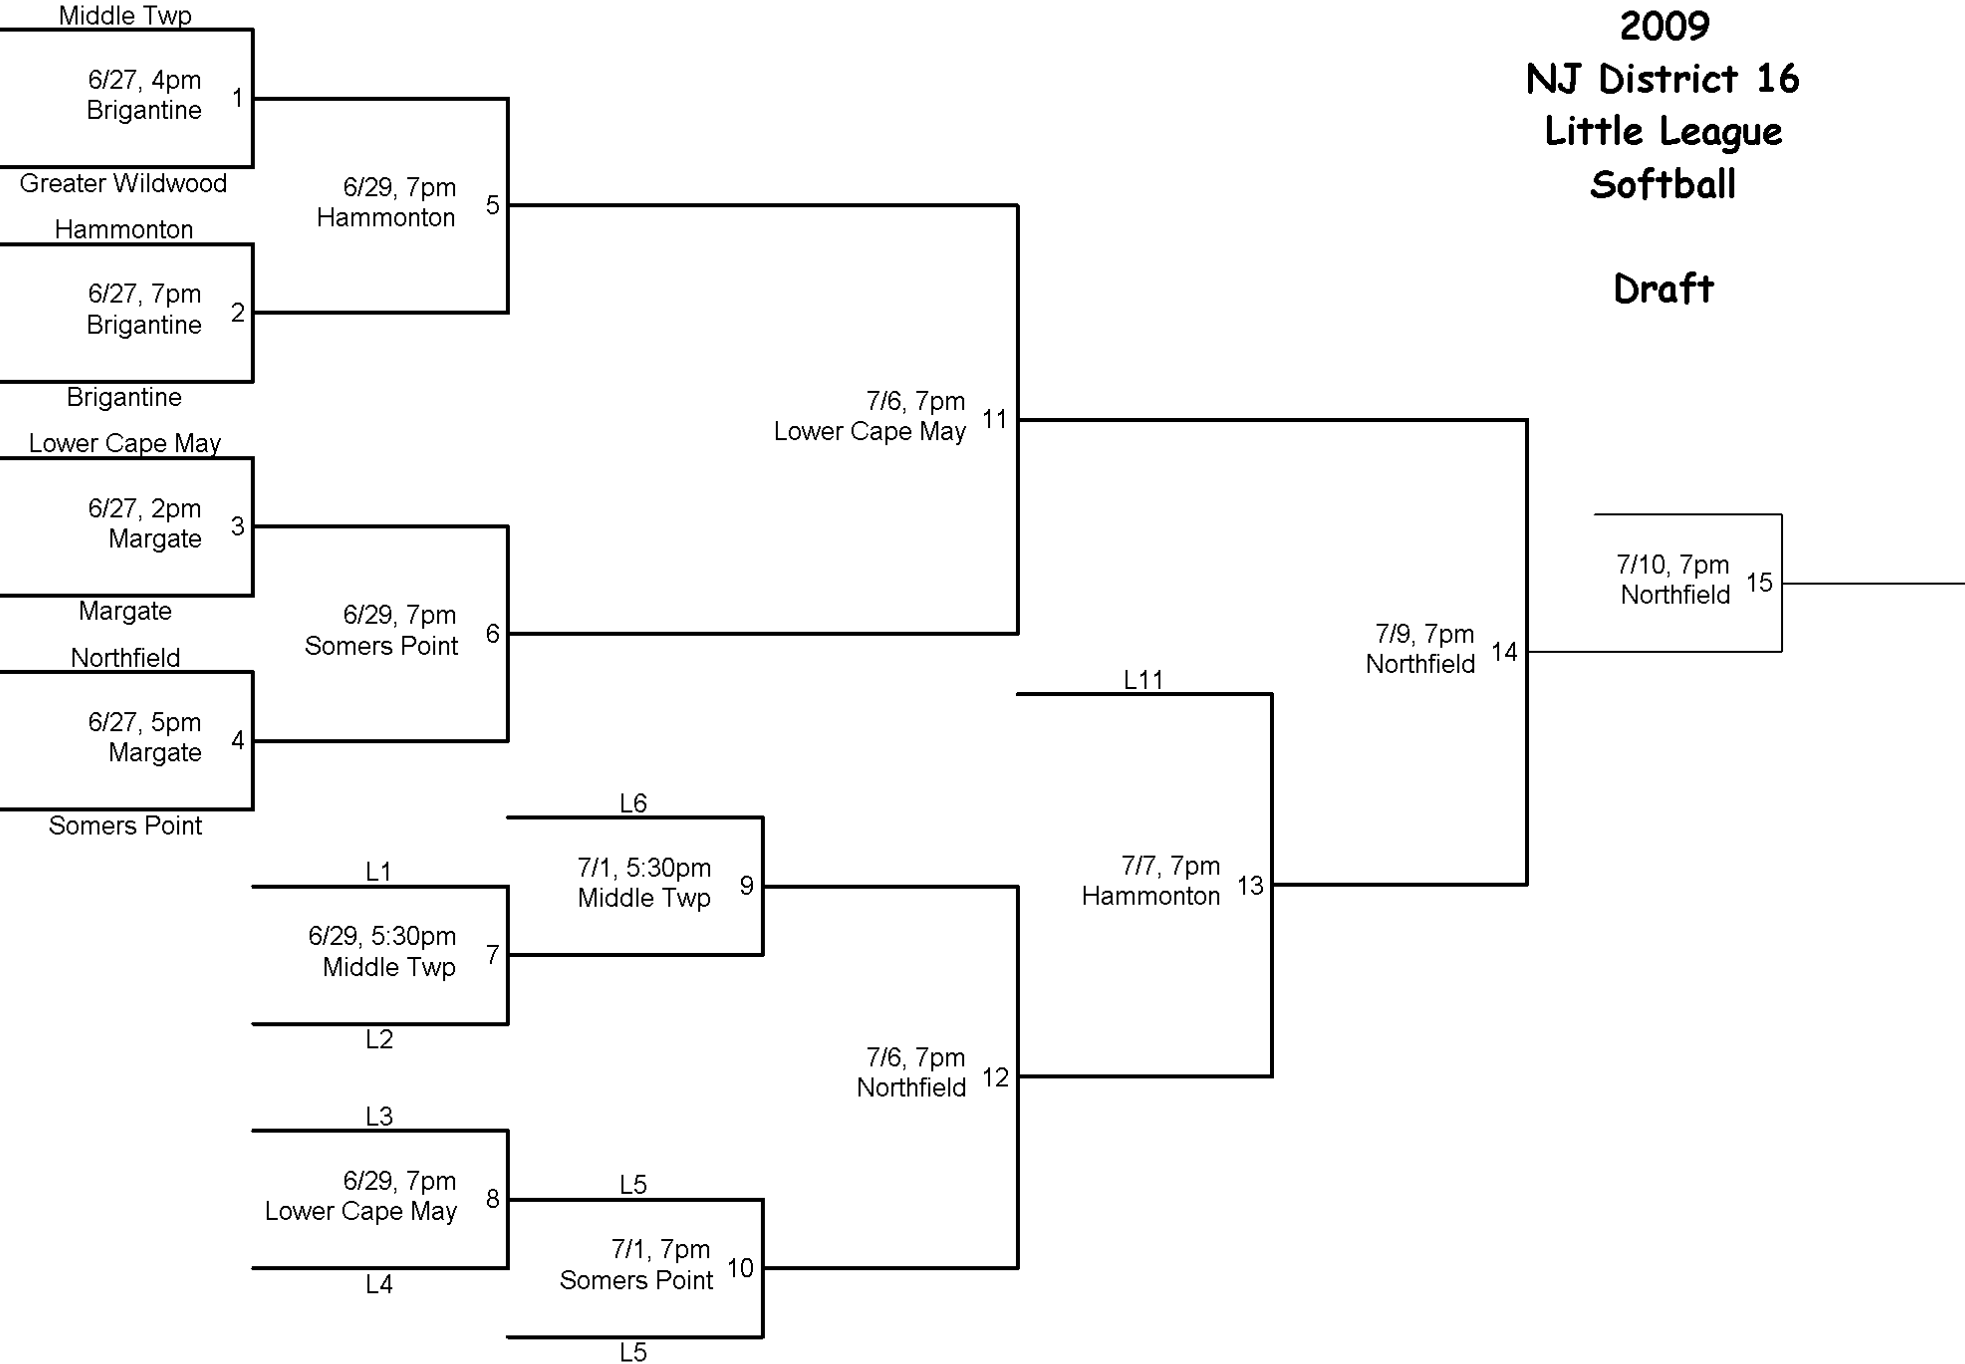 2009
NJ District 16
Little League
Softball
Draft
Middle Twp
6/27, 4pm
Brigantine
1
Greater Wildwood
Hammonton
6/27, 7pm
Brigantine
2
Brigantine
Lower Cape May
6/27, 2pm
Margate
3
Margate
Northfield
6/27, 5pm
Margate
4
Somers Point
6/29, 7pm
Hammonton
5
6/29, 7pm
Somers Point
6
L1
6/29, 5:30pm
Middle Twp
7
L2
L3
6/29, 7pm
Lower Cape May
8
L4
L6
7/1, 5:30pm
Middle Twp
9
L5
7/1, 7pm
Somers Point
10
L5
7/6, 7pm
Lower Cape May
11
7/6, 7pm
Northfield
12
L11
7/7, 7pm
Hammonton
13
7/9, 7pm
Northfield
14
7/10, 7pm
Northfield
15